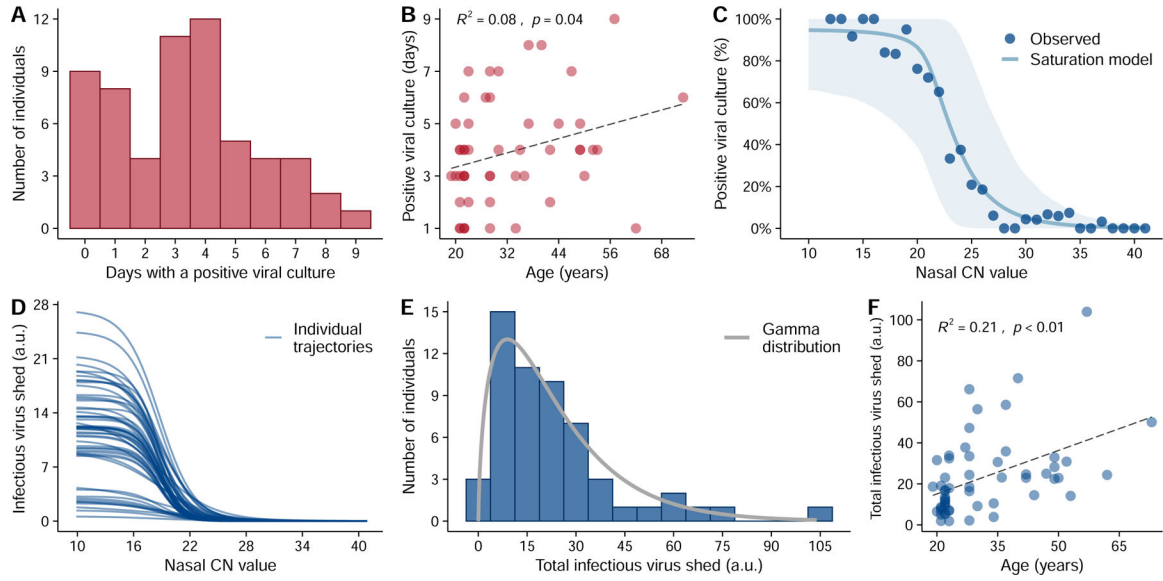 A
12
9
6
3
0
Number of individuals
0 1 2 3 4 5 6 7 8 9
Days with a positive viral culture
B
R² = 0.08 , p = 0.04
9
7
5
3
1
Positive viral culture (days)
20 32 44 56 68
Age (years)
C
100%
80%
60%
40%
20%
0%
Positive viral culture (%)
Observed
Saturation model
10 15 20 25 30 35 40
Nasal CN value
D
28
21
14
7
0
Infectious virus shed (a.u.)
Individual
trajectories
10 16 22 28 34 40
Nasal CN value
E
15
12
9
6
3
0
Number of individuals
Gamma
distribution
0 15 30 45 60 75 90 105
Total infectious virus shed (a.u.)
F
R² = 0.21 , p < 0.01
100
80
60
40
20
0
Total infectious virus shed (a.u.)
20 35 50 65
Age (years)